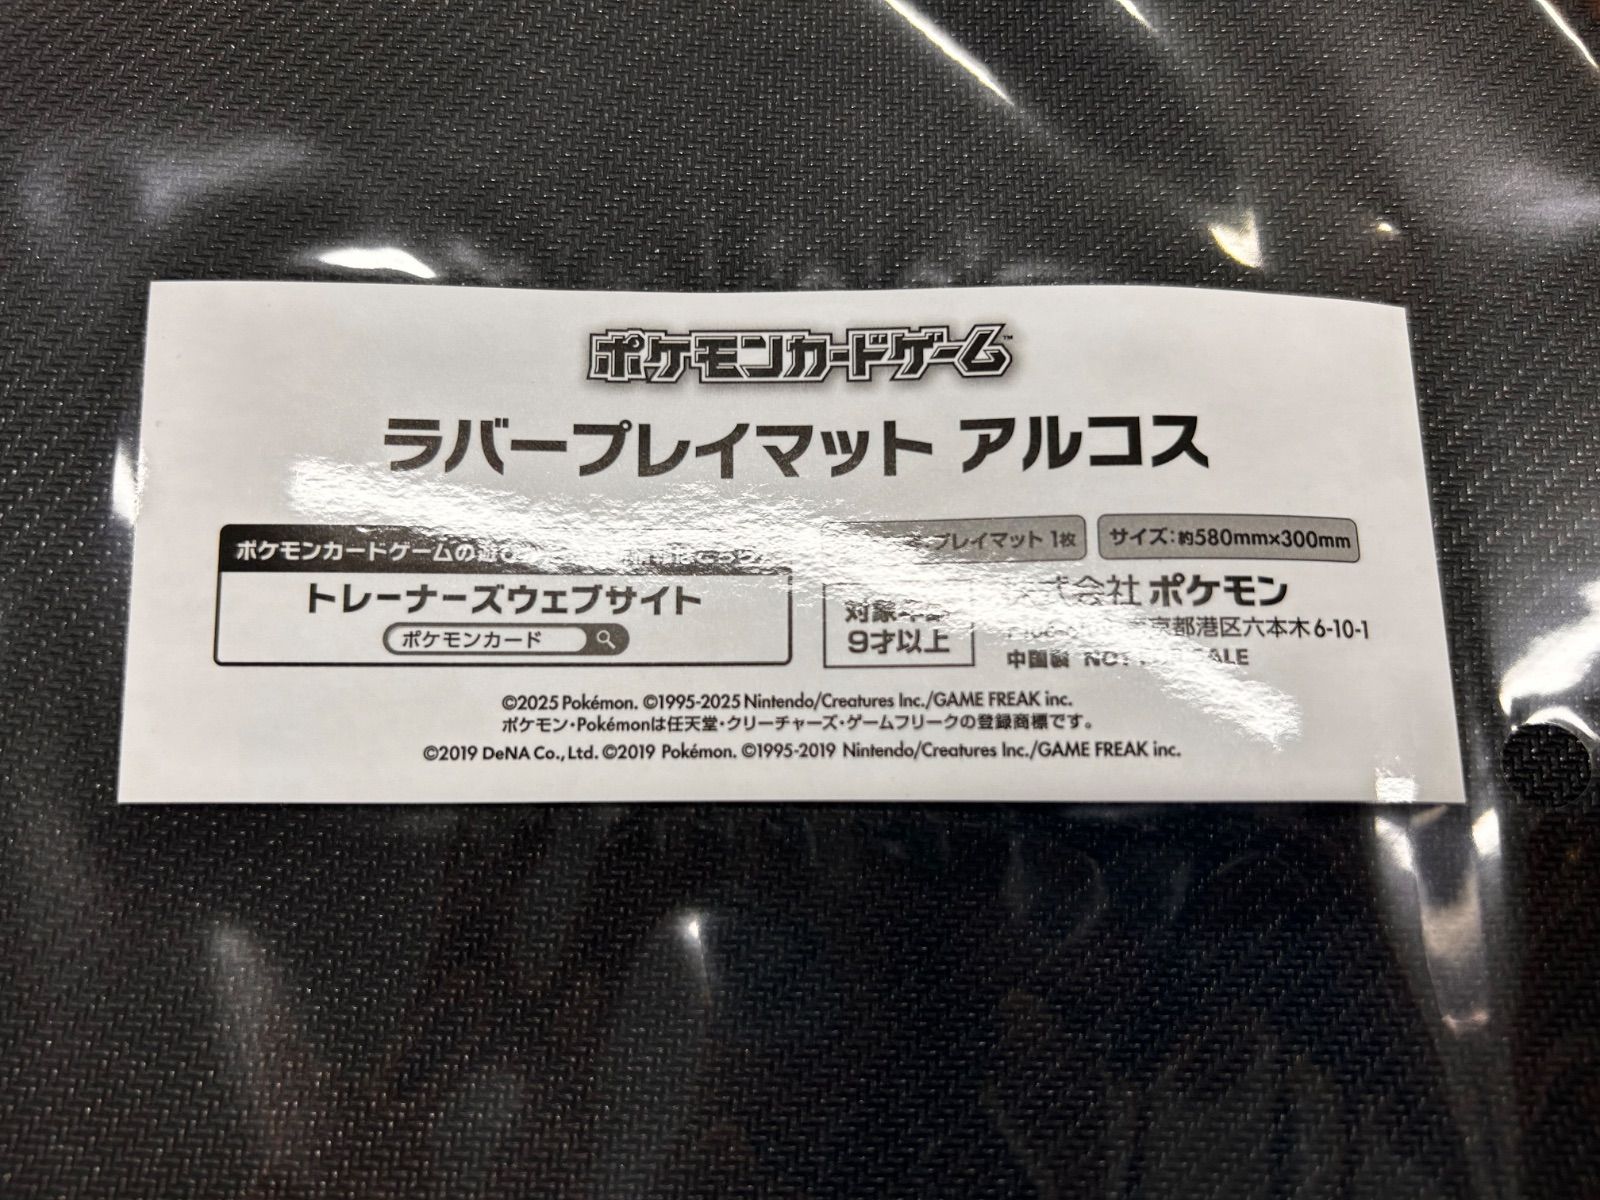 ポケモンカードゲーム™
ラバープレイマット アルコス
ポケモンカードゲームの遊び
トレーナーズウェブサイト
ポケモンカード
プレイマット 1枚
サイズ：約580mm×300mm
対象年齢
9才以上
株式会社 ポケモン
東京都港区六本木6-10-1
中国製 NOT FOR SALE
©2025 Pokémon. ©1995-2025 Nintendo/Creatures Inc./GAME FREAK inc.
ポケモン・Pokémonは任天堂・クリーチャーズ・ゲームフリークの登録商標です。
©2019 DeNA Co., Ltd. ©2019 Pokémon. ©1995-2019 Nintendo/Creatures Inc./GAME FREAK inc.